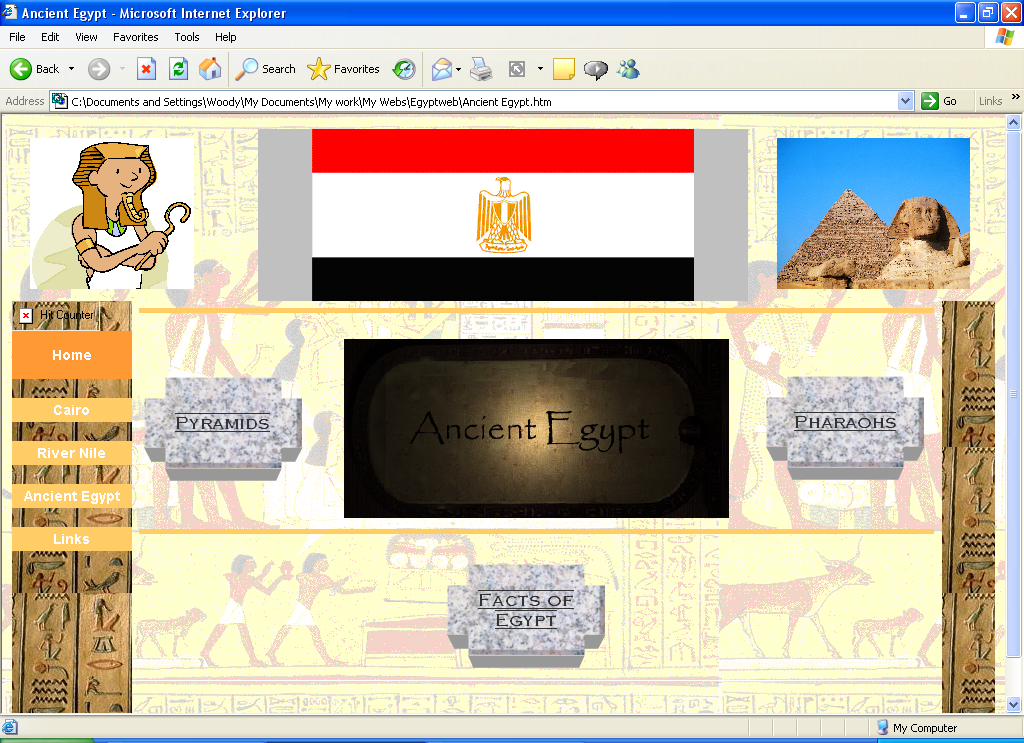 Ancient Egypt - Microsoft Internet Explorer
File Edit View Favorites Tools Help
Back Search Favorites
Address C:\Documents and Settings\Woody\My Documents\My work\My Webs\Egyptweb\Ancient Egypt.htm Go Links »
Hit Counter
Home
Cairo
River Nile
Ancient Egypt
Links
Pyramids
Ancient Egypt
Pharaohs
Facts of
Egypt
My Computer